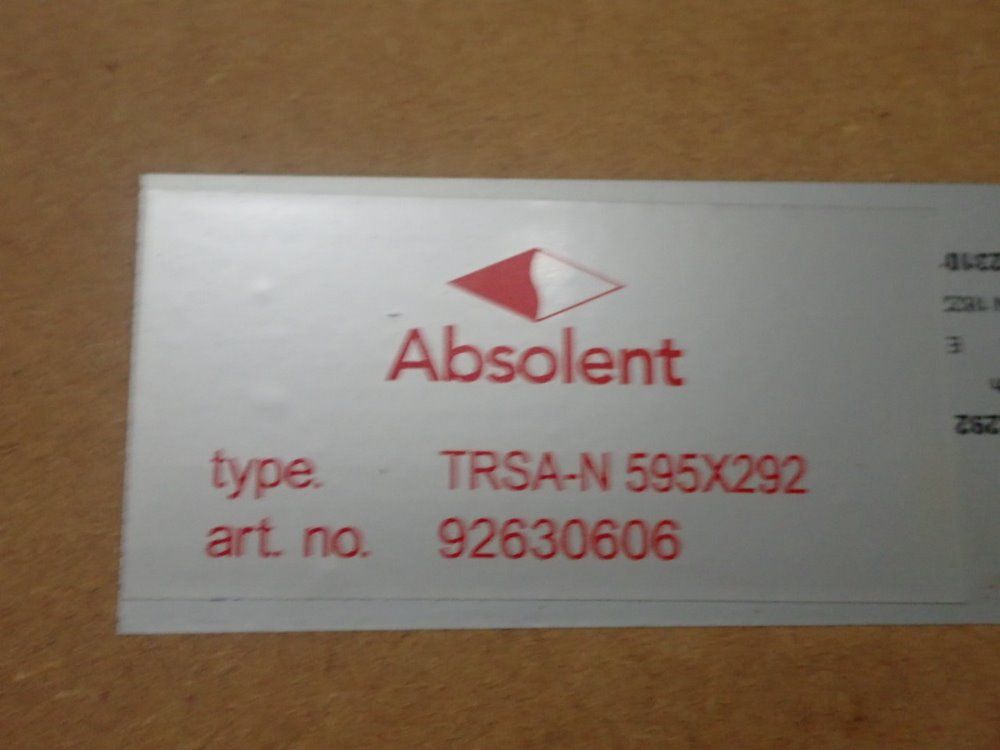 Absolent
type. TRSA-N 595X292
art. no. 92630606